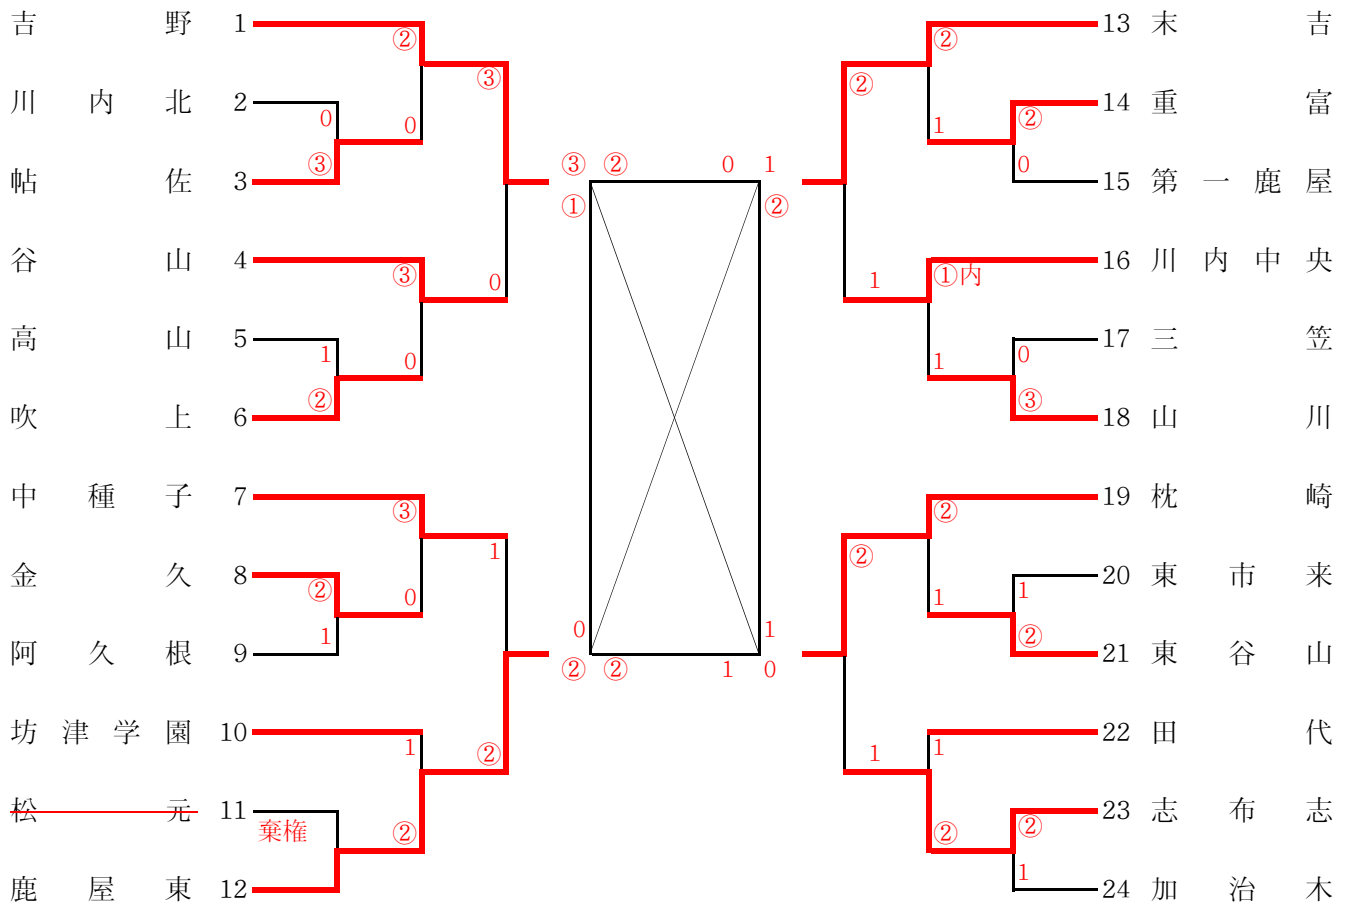 吉野 1
②
③
川内北 2
0
0
③
帖佐 3
谷山 4
③
0
高山 5
1
0
②
吹上 6
中種子 7
③
1
金久 8
②
0
1
阿久根 9
坊津学園 10
1
②
松元 11
棄権
②
鹿屋東 12
③ ② 0 1
① ②
0 1
② ② 1 0
13 末吉
②
②
14 重富
②
1
0
15 第一鹿屋
16 川内中央
①内
1
17 三笠
0
1
③
18 山川
19 枕崎
②
②
20 東市来
1
1
②
21 東谷山
22 田代
1
1
23 志布志
②
②
1
24 加治木